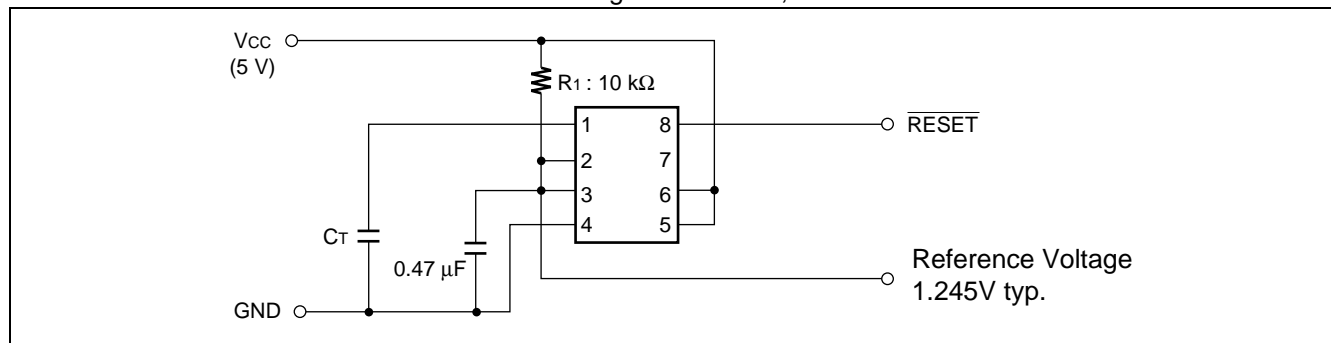 VCC
(5 V)
R1 : 10 kΩ
1 8 RESET
2 7
3 6
4 5
CT
0.47 μF
Reference Voltage
1.245V typ.
GND